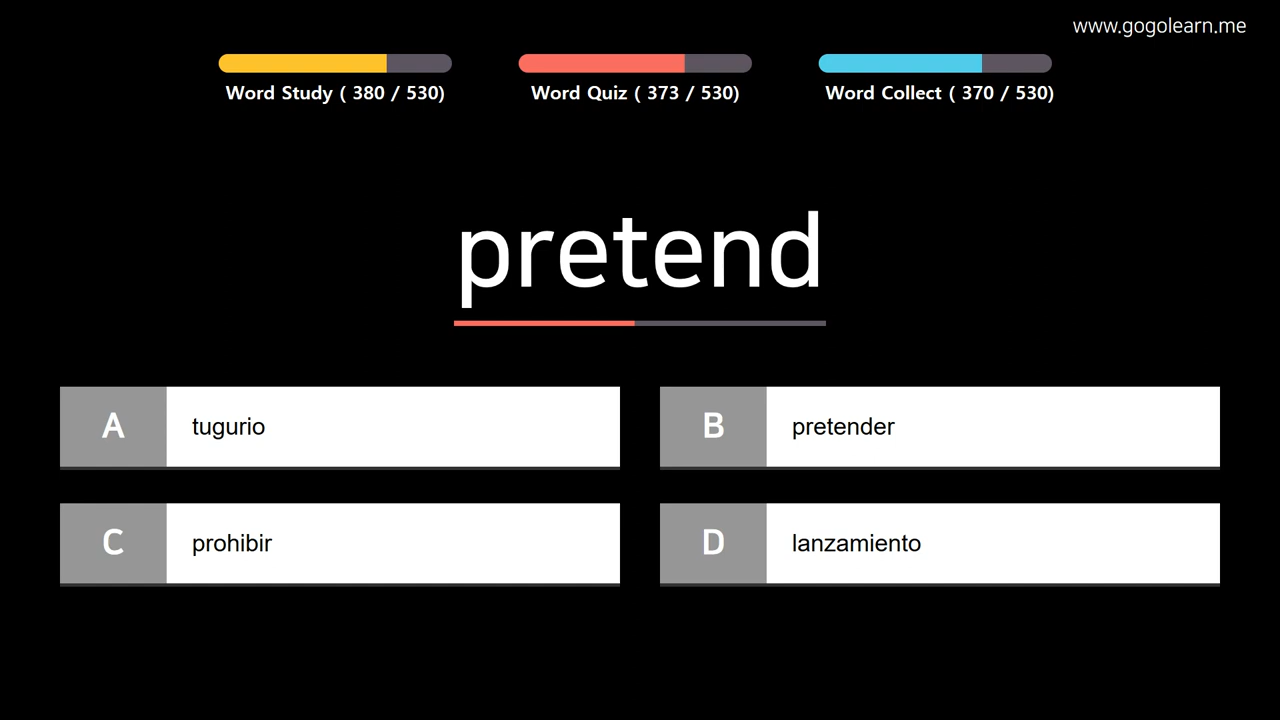 www.gogolearn.me
Word Study ( 380 / 530)
Word Quiz ( 373 / 530)
Word Collect ( 370 / 530)
pretend
A tugurio
B pretender
C prohibir
D lanzamiento